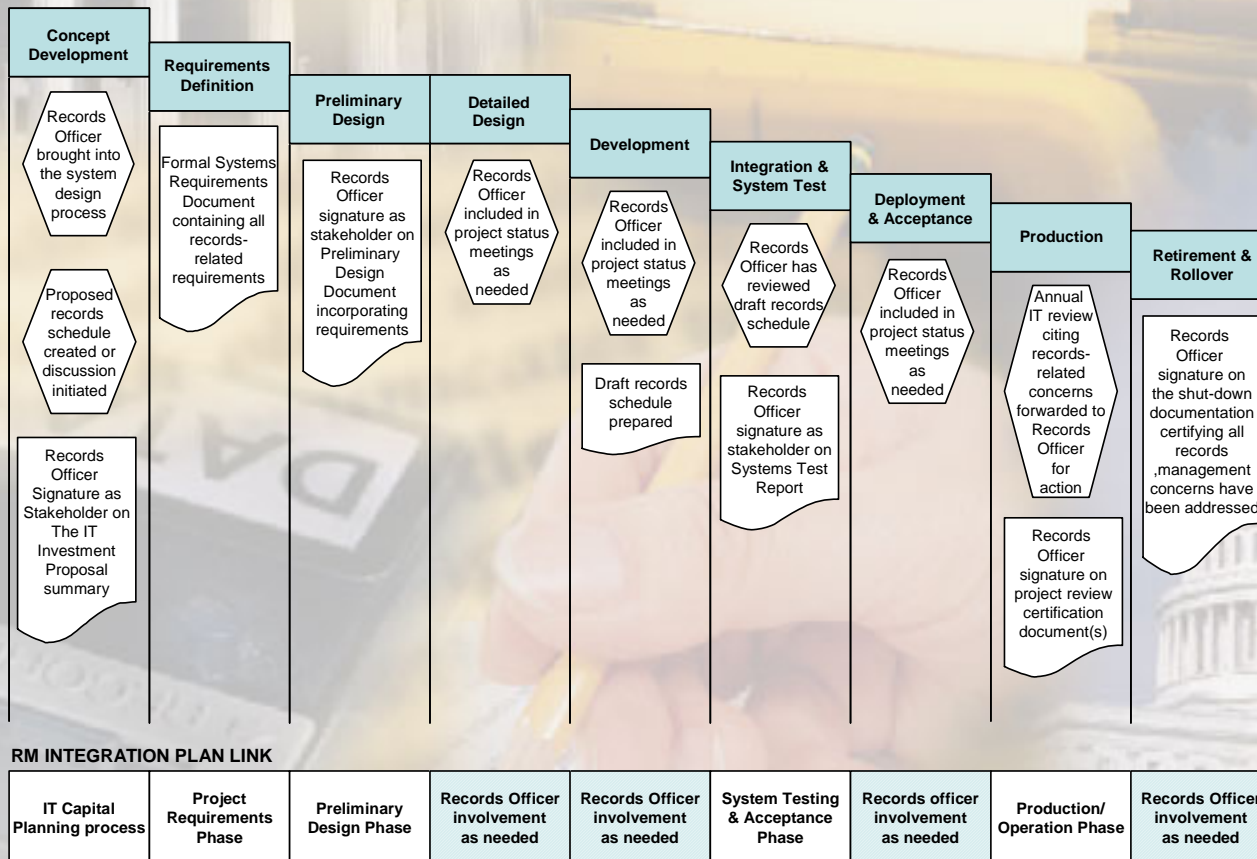 Concept
Development
Records
Officer
brought into
the system
design
process
Proposed
records
schedule
created or
discussion
initiated
Records
Officer
Signature as
Stakeholder on
The IT
Investment
Proposal
summary
Requirements
Definition
Formal Systems
Requirements
Document
containing all
records-
related
requirements
Preliminary
Design
Records
Officer
signature as
stakeholder on
Preliminary
Design
Document
incorporating
requirements
Detailed
Design
Records
Officer
included in
project status
meetings
as
needed
Development
Records
Officer
included in
project status
meetings
as
needed
Draft records
schedule
prepared
Integration &
System Test
Records
Officer has
reviewed
draft records
schedule
Records
Officer
signature as
stakeholder on
Systems Test
Report
Deployment
& Acceptance
Records
Officer
included in
project status
meetings
as
needed
Production
Annual
IT review
citing
records-
related
concerns
forwarded to
Records
Officer
for
action
Records
Officer
signature on
project review
certification
document(s)
Retirement &
Rollover
Records
Officer
signature on
the shut-down
documentation
certifying all
records
,management
concerns have
been addressed
DA
RM INTEGRATION PLAN LINK
IT Capital
Planning process
Project
Requirements
Phase
Preliminary
Design Phase
Records Officer
involvement
as needed
Records Officer
involvement
as needed
System Testing
& Acceptance
Phase
Records officer
involvement
as needed
Production/
Operation Phase
Records Officer
involvement
as needed